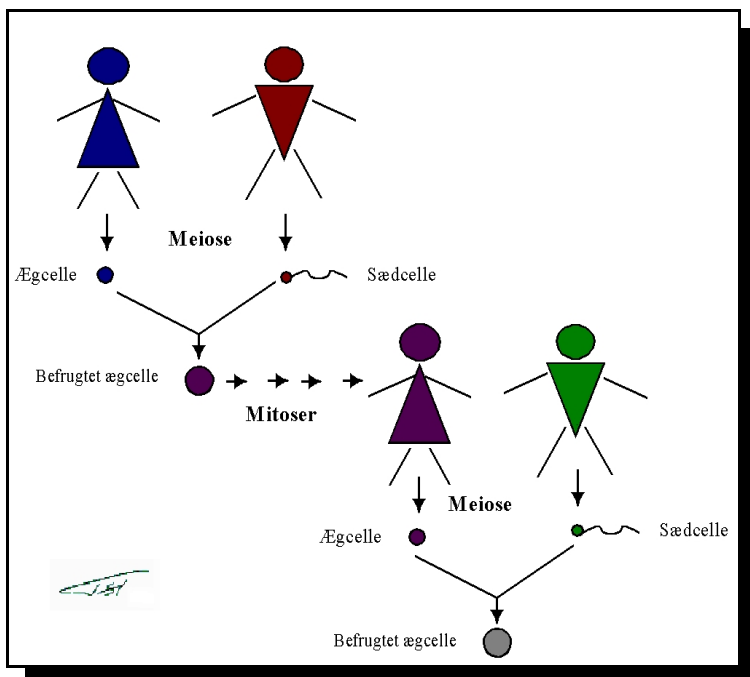 Meiose
Ægcelle
Sædcelle
Befrugtet ægcelle
Mitoser
Meiose
Ægcelle
Sædcelle
Befrugtet ægcelle